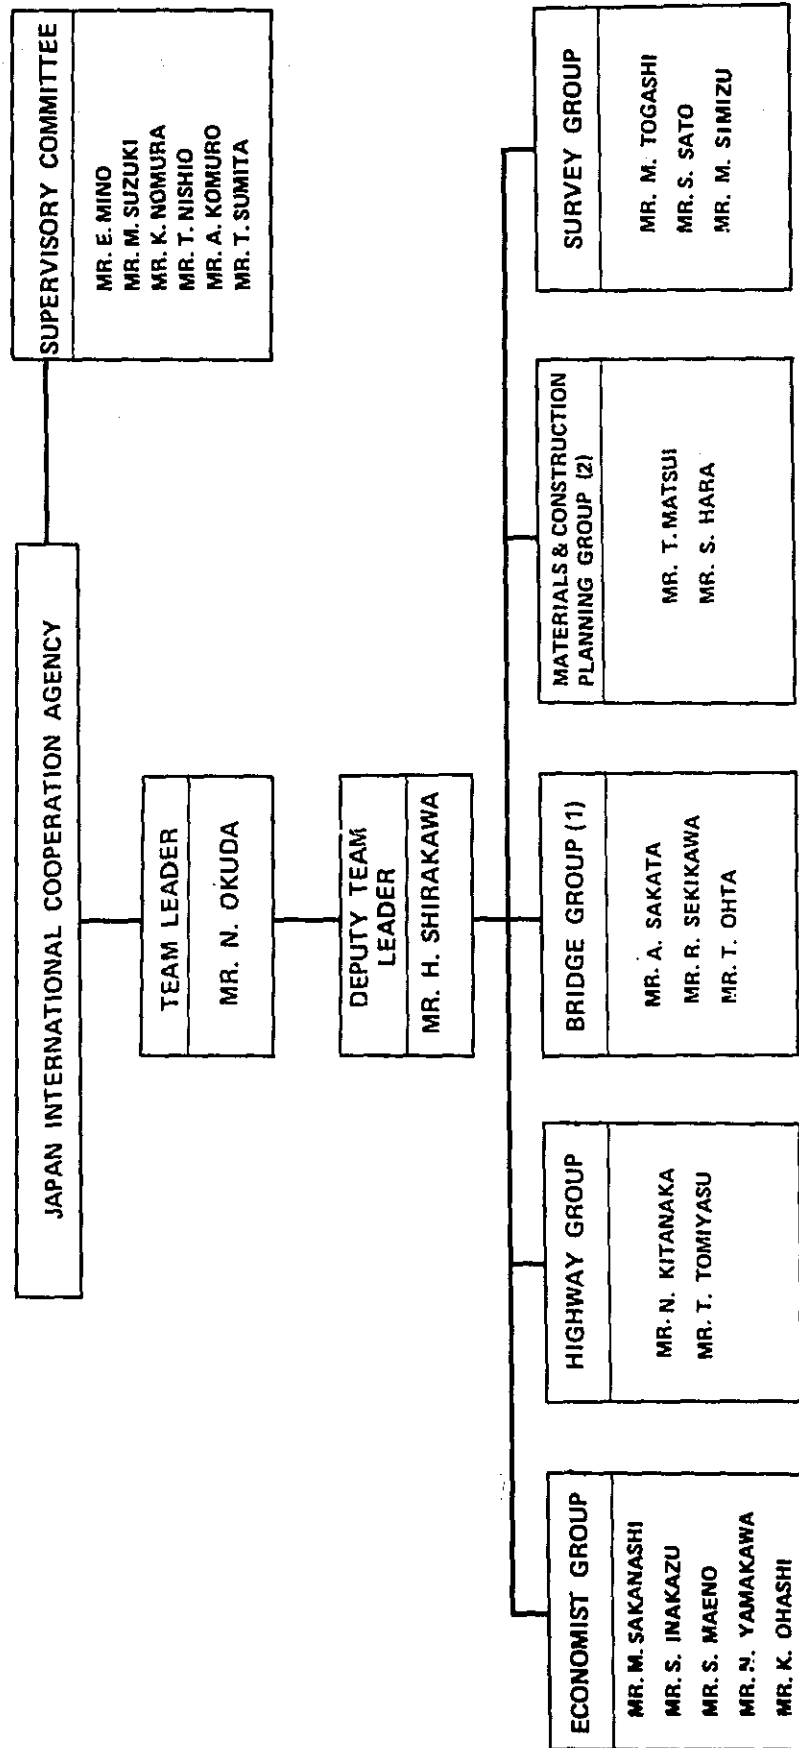 JAPAN INTERNATIONAL COOPERATION AGENCY
SUPERVISORY COMMITTEE
MR. E. MINO
MR. M. SUZUKI
MR. K. NOMURA
MR. T. NISHIO
MR. A. KOMURO
MR. T. SUMITA
TEAM LEADER
MR. N. OKUDA
DEPUTY TEAM
LEADER
MR. H. SHIRAKAWA
ECONOMIST GROUP
MR. M. SAKANASHI
MR. S. INAKAZU
MR. S. MAENO
MR. N. YAMAKAWA
MR. K. OHASHI
HIGHWAY GROUP
MR. N. KITANAKA
MR. T. TOMIYASU
BRIDGE GROUP (1)
MR. A. SAKATA
MR. R. SEKIKAWA
MR. T. OHTA
MATERIALS & CONSTRUCTION
PLANNING GROUP (2)
MR. T. MATSUI
MR. S. HARA
SURVEY GROUP
MR. M. TOGASHI
MR. S. SATO
MR. M. SIMIZU